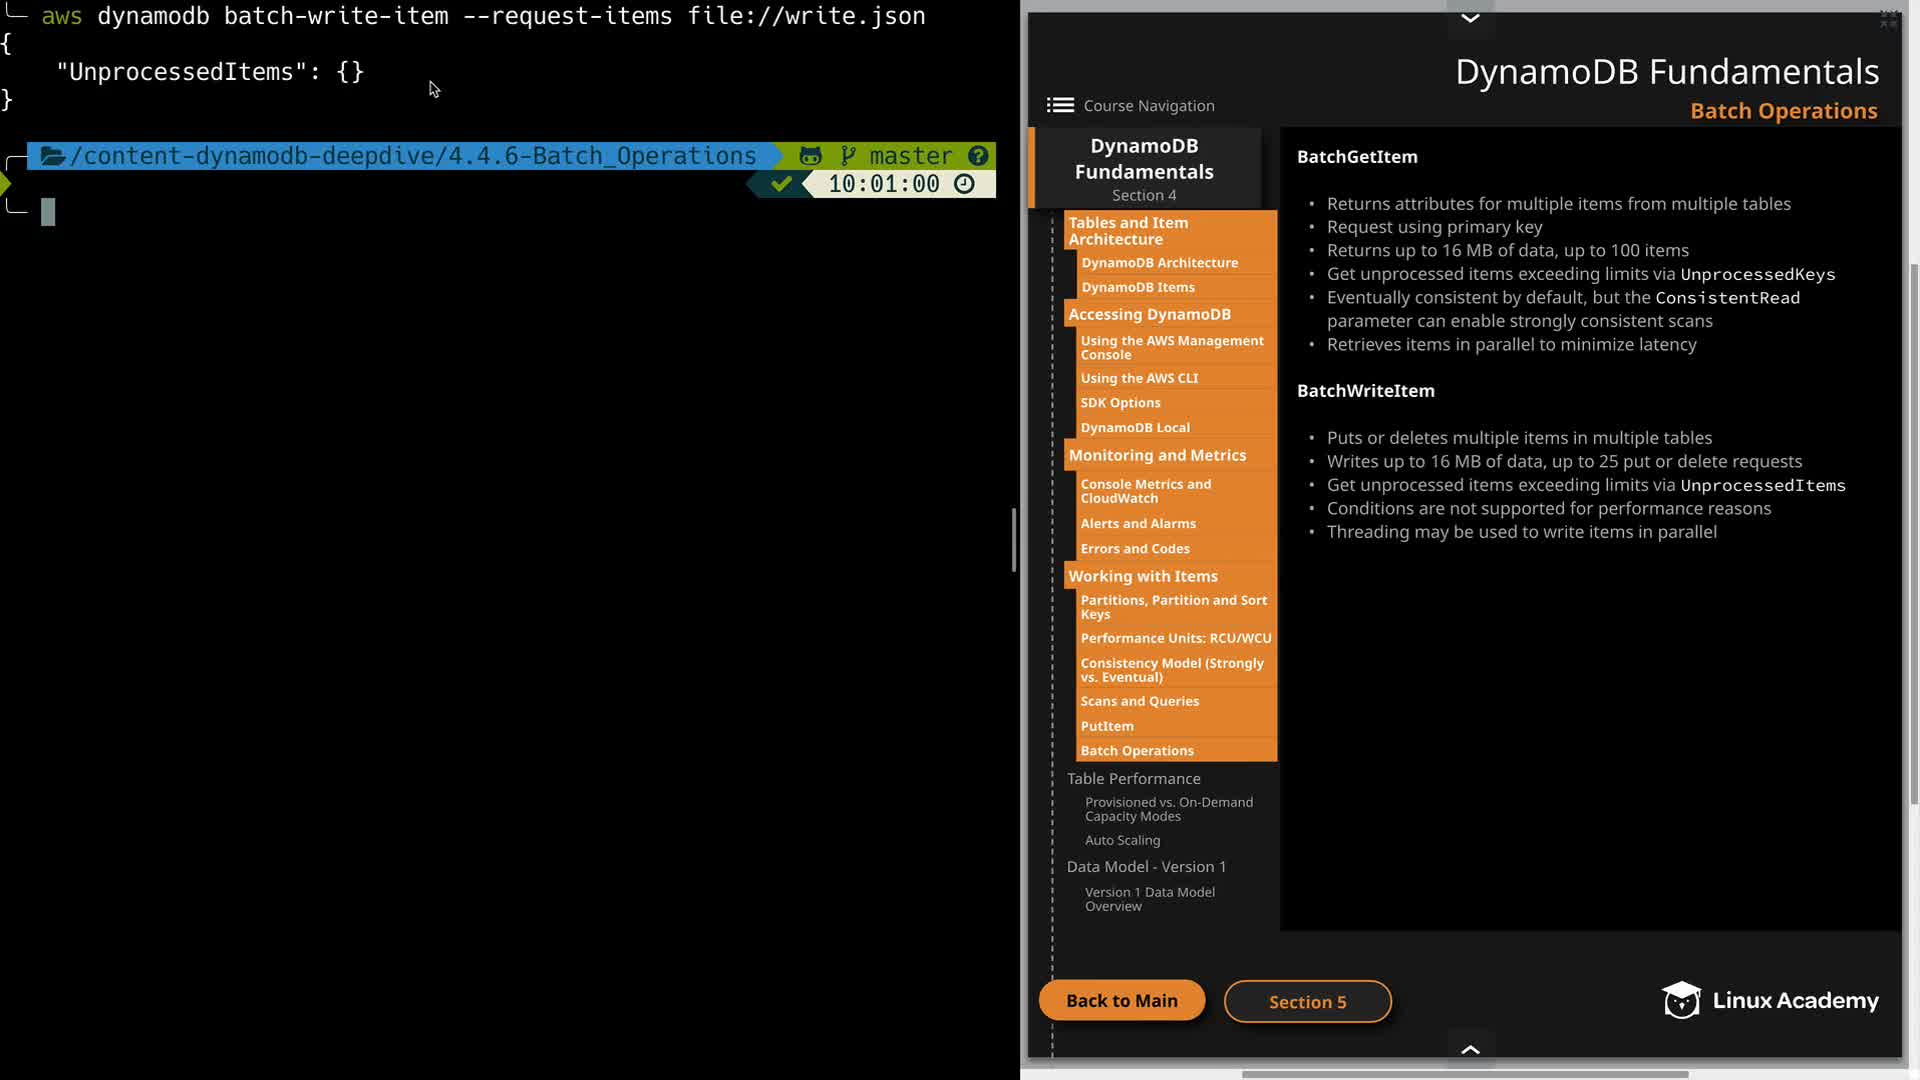 aws dynamodb batch-write-item --request-items file://write.json
{
"UnprocessedItems": {}
}
/content-dynamodb-deepdive/4.4.6-Batch_Operations
master
10:01:00
DynamoDB Fundamentals
Batch Operations
Course Navigation
DynamoDB
Fundamentals
Section 4
Tables and Item
Architecture
DynamoDB Architecture
DynamoDB Items
Accessing DynamoDB
Using the AWS Management
Console
Using the AWS CLI
SDK Options
DynamoDB Local
Monitoring and Metrics
Console Metrics and
CloudWatch
Alerts and Alarms
Errors and Codes
Working with Items
Partitions, Partition and Sort
Keys
Performance Units: RCU/WCU
Consistency Model (Strongly
vs. Eventual)
Scans and Queries
PutItem
Batch Operations
Table Performance
Provisioned vs. On-Demand
Capacity Modes
Auto Scaling
Data Model - Version 1
Version 1 Data Model
Overview
BatchGetItem
• Returns attributes for multiple items from multiple tables
• Request using primary key
• Returns up to 16 MB of data, up to 100 items
• Get unprocessed items exceeding limits via UnprocessedKeys
• Eventually consistent by default, but the ConsistentRead
parameter can enable strongly consistent scans
• Retrieves items in parallel to minimize latency
BatchWriteItem
• Puts or deletes multiple items in multiple tables
• Writes up to 16 MB of data, up to 25 put or delete requests
• Get unprocessed items exceeding limits via UnprocessedItems
• Conditions are not supported for performance reasons
• Threading may be used to write items in parallel
Back to Main
Section 5
Linux Academy